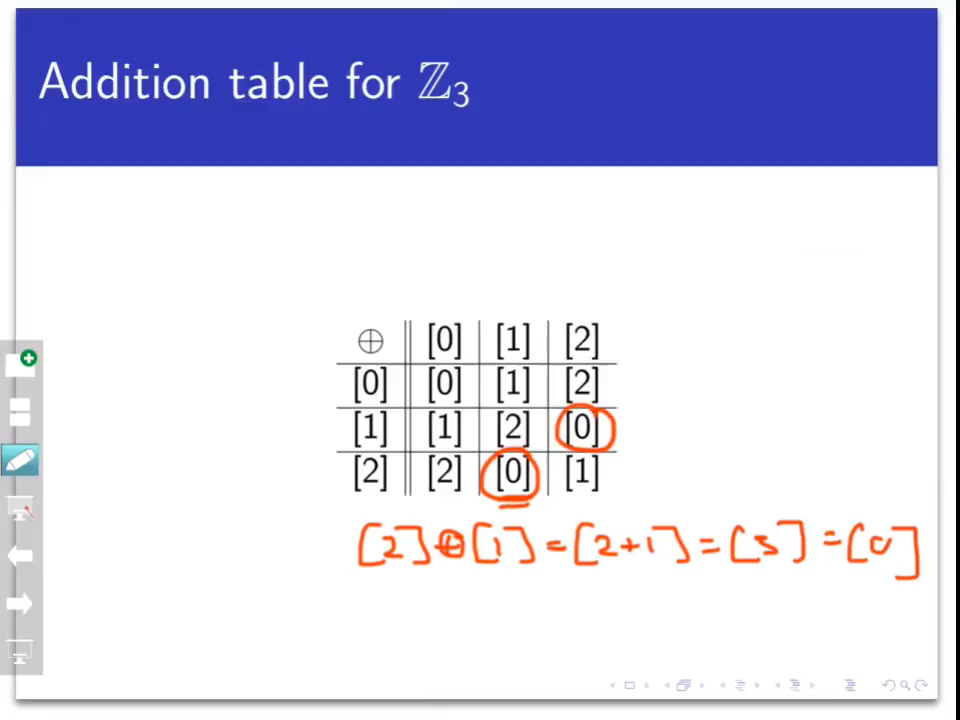 Addition table for ℤ₃
⊕ [0] [1] [2]
[0] [0] [1] [2]
[1] [1] [2] [0]
[2] [2] [0] [1]
[2]⊕[1]=[2+1]=[3]=[0]